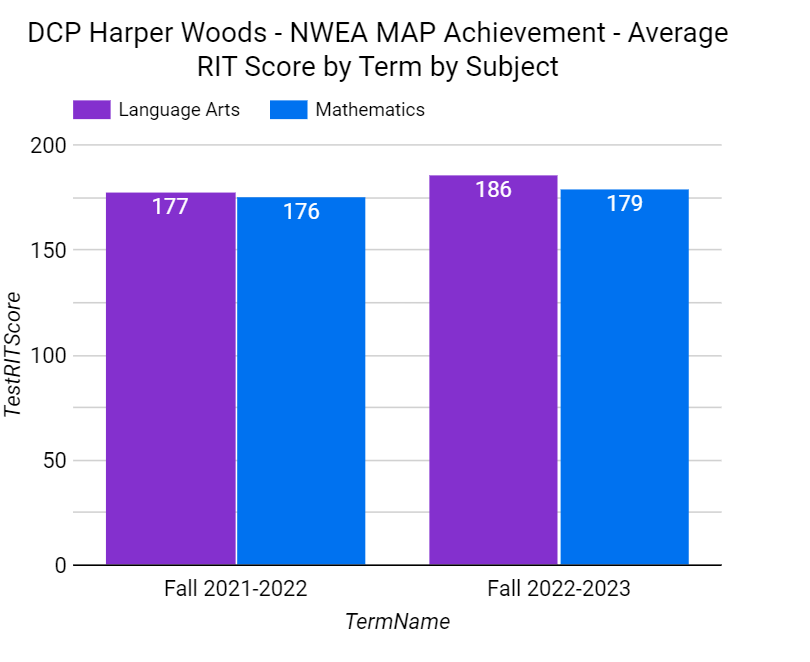 DCP Harper Woods - NWEA MAP Achievement - Average
RIT Score by Term by Subject
Language Arts
Mathematics
200
150
100
50
0
TestRITScore
177
176
186
179
Fall 2021-2022
Fall 2022-2023
TermName